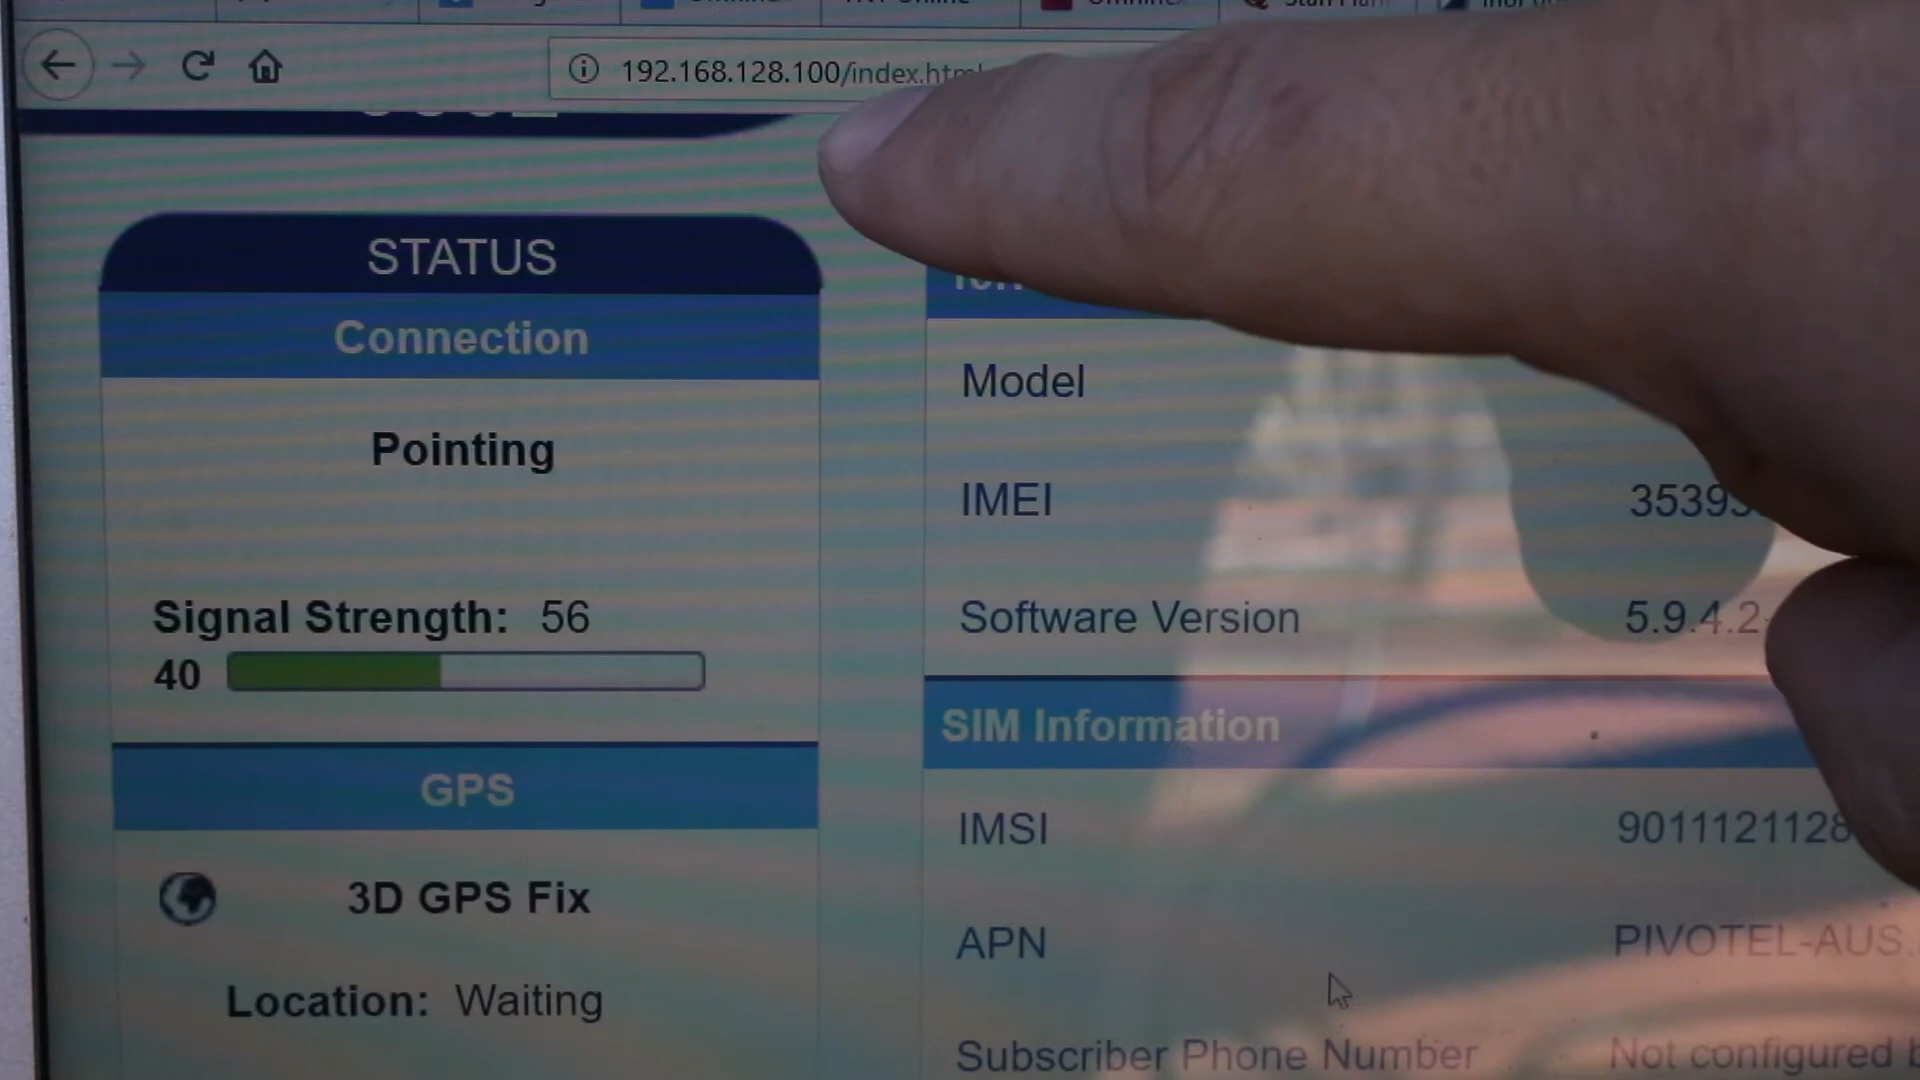 192.168.128.100/index.html
STATUS
Connection
Pointing
Signal Strength: 56
40
GPS
3D GPS Fix
Location: Waiting
Model
IMEI 35393
Software Version 5.9.4.2
SIM Information
IMSI 9011121128
APN PIVOTEL-AUS.
Subscriber Phone Number Not configured